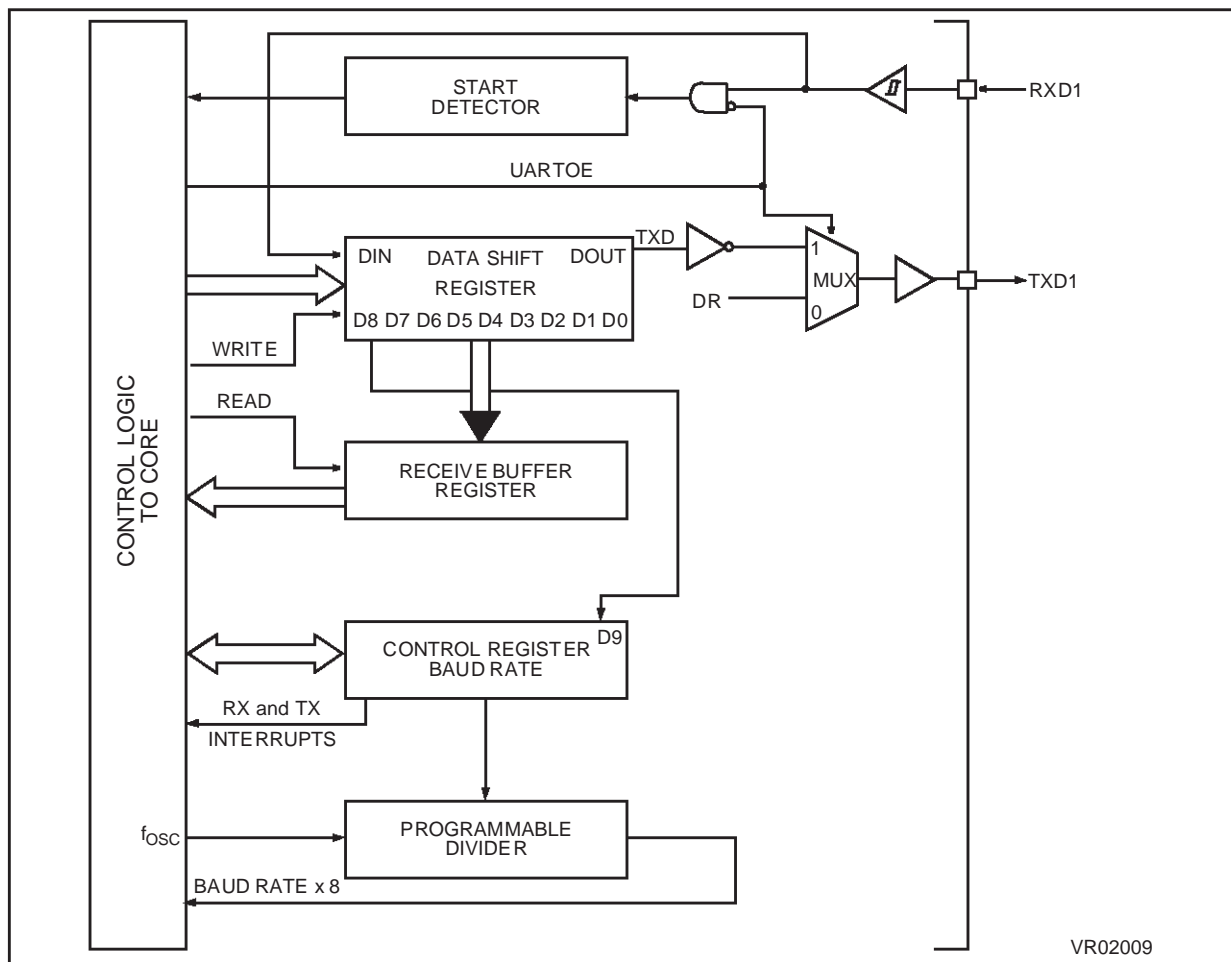 START
DETECTOR
RXD1
UARTOE
TXD
DIN DATA SHIFT DOUT
REGISTER
D8 D7 D6 D5 D4 D3 D2 D1 D0
1
MUX
0
DR
TXD1
WRITE
READ
CONTROL LOGIC
TO CORE
RECEIVE BUFFER
REGISTER
D9
CONTROL REGISTER
BAUD RATE
RX and TX
INTERRUPTS
fOSC
PROGRAMMABLE
DIVIDER
BAUD RATE x 8
VR02009